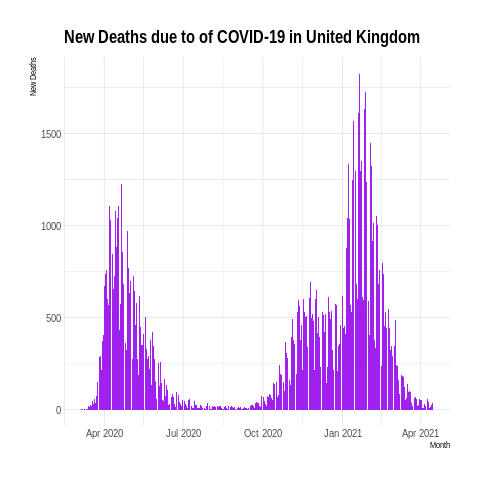 New Deaths due to of COVID-19 in United Kingdom
New Deaths
1500
1000
500
0
Apr 2020 Jul 2020 Oct 2020 Jan 2021 Apr 2021
Month